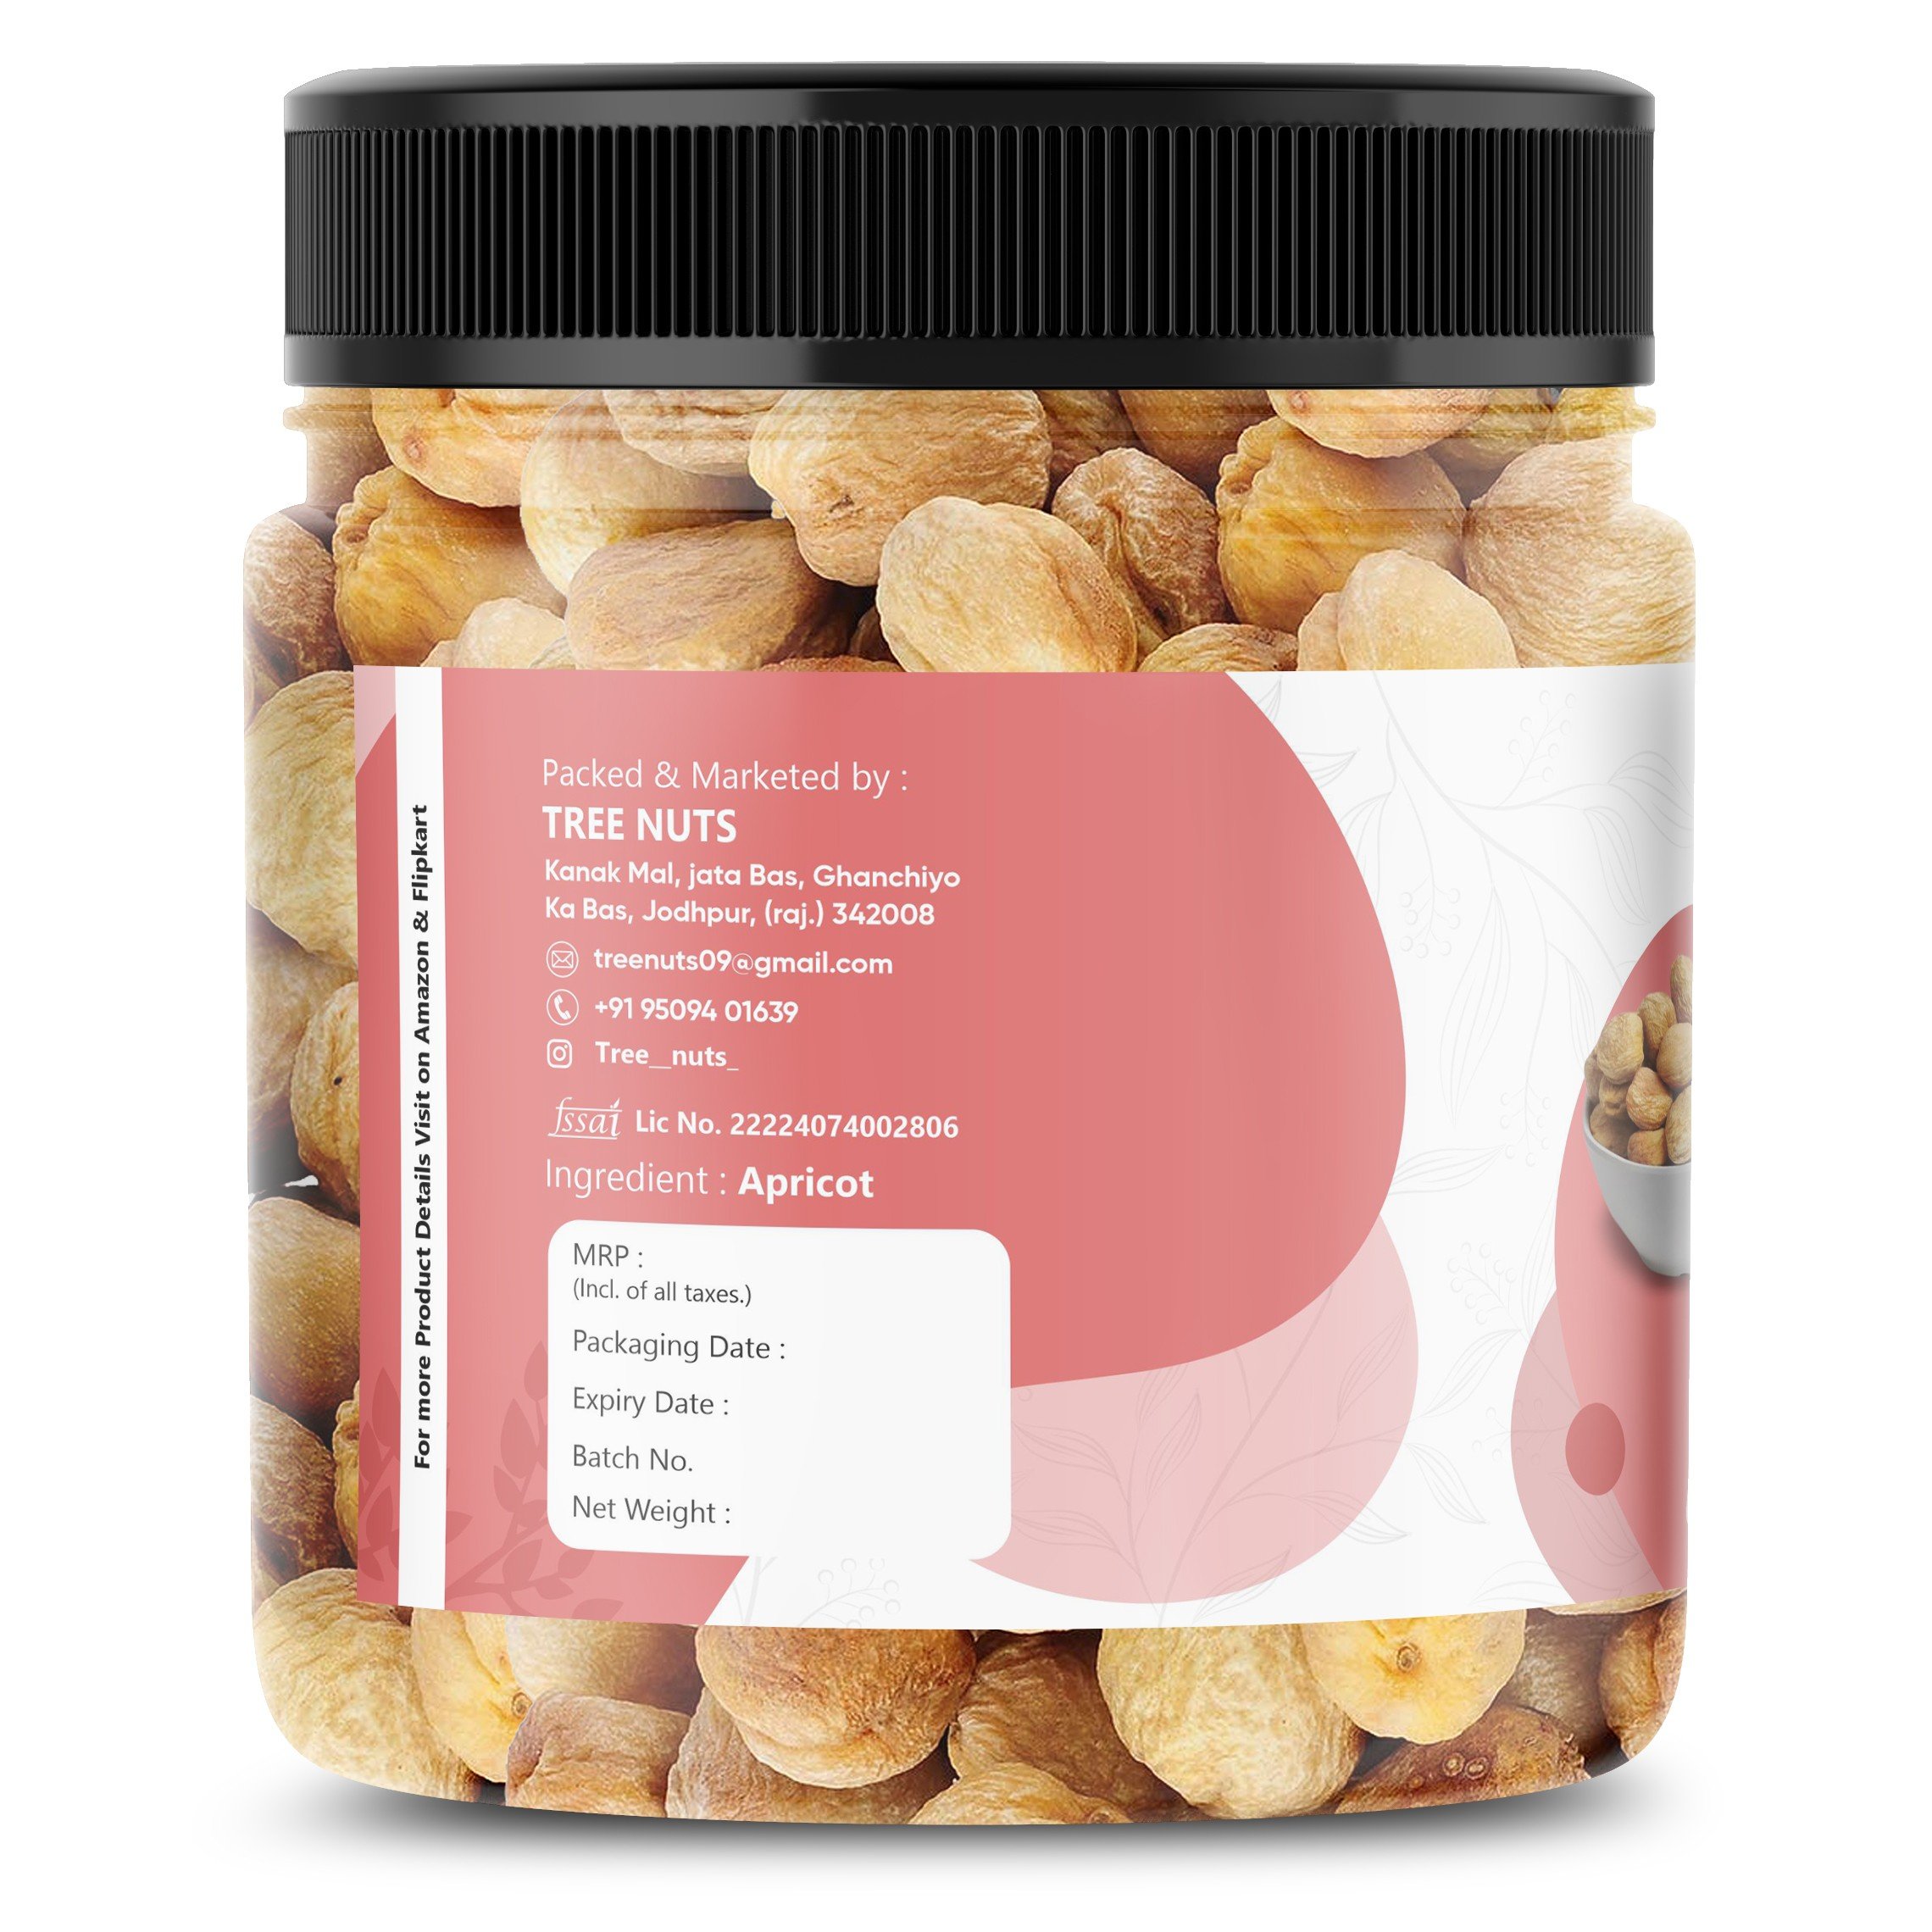 For more Product Details Visit on Amazon & Flipkart
Packed & Marketed by :
TREE NUTS
Kanak Mal, jata Bas, Ghanchiyo
Ka Bas, Jodhpur, (raj.) 342008
treenuts09@gmail.com
+91 95094 01639
Tree__nuts_
fssai Lic No. 22224074002806
Ingredient : Apricot
MRP :
(Incl. of all taxes.)
Packaging Date :
Expiry Date :
Batch No.
Net Weight :